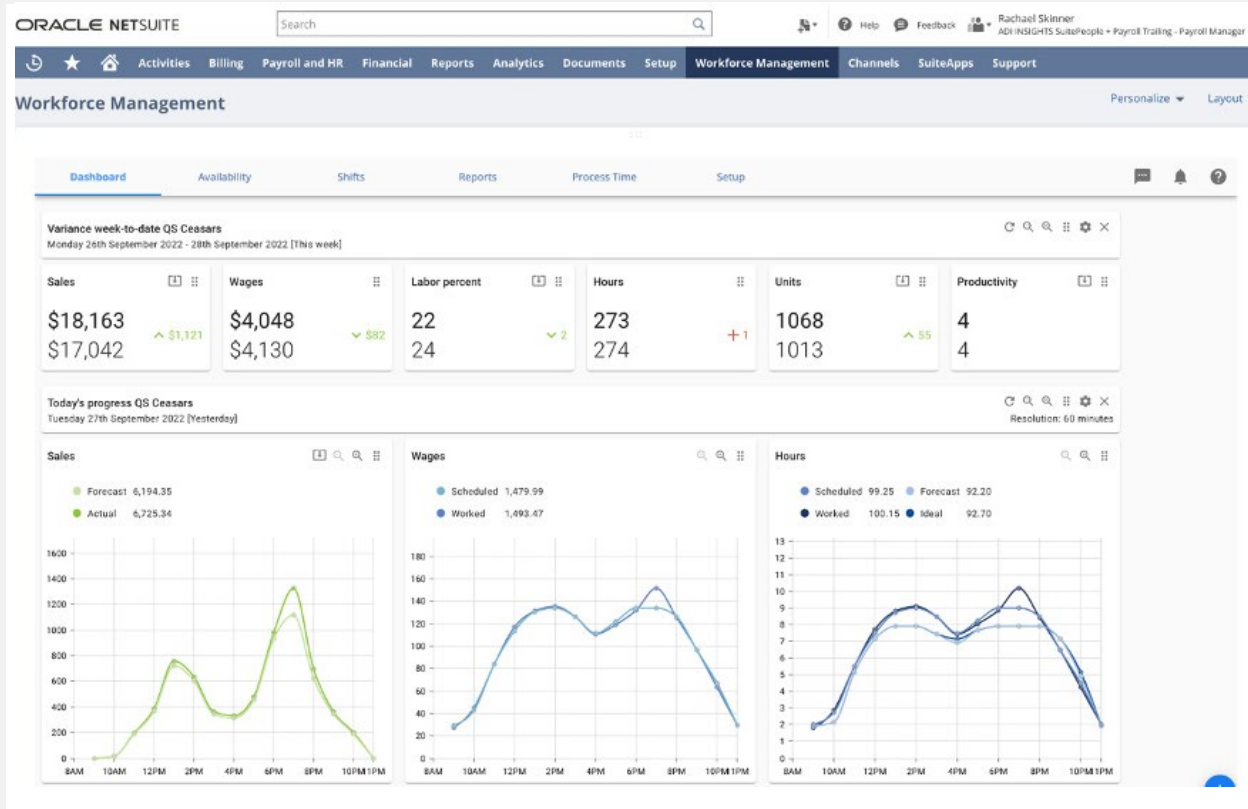 ORACLE NETSUITE
Search
Help
Feedback
Rachael Skinner
ADI INSIGHTS SuitePeople + Payroll Trailing - Payroll Manager
Activities Billing Payroll and HR Financial Reports Analytics Documents Setup Workforce Management Channels SuiteApps Support
Workforce Management
Personalize Layout
Dashboard Availability Shifts Reports Process Time Setup
Variance week-to-date QS Ceasars
Monday 26th September 2022 - 28th September 2022 [This week]
Sales
$18,163
$17,042
$1,121
Wages
$4,048
$4,130
$82
Labor percent
22
24
2
Hours
273
274
+ 1
Units
1068
1013
55
Productivity
4
4
Today's progress QS Ceasars
Tuesday 27th September 2022 [Yesterday]
Resolution: 60 minutes
Sales
Forecast 6,194.35
Actual 6,725.34
1600
1400
1200
1000
800
600
400
200
0
8AM 10AM 12PM 2PM 4PM 6PM 8PM 10PM 1PM
Wages
Scheduled 1,479.99
Worked 1,493.47
180
160
140
120
100
80
60
40
20
0
8AM 10AM 12PM 2PM 4PM 6PM 8PM 10PM 1PM
Hours
Scheduled 99.25 Forecast 92.20
Worked 100.15 Ideal 92.70
13
12
11
10
9
8
7
6
5
4
3
2
1
0
8AM 10AM 12PM 2PM 4PM 6PM 8PM 10PM 1PM